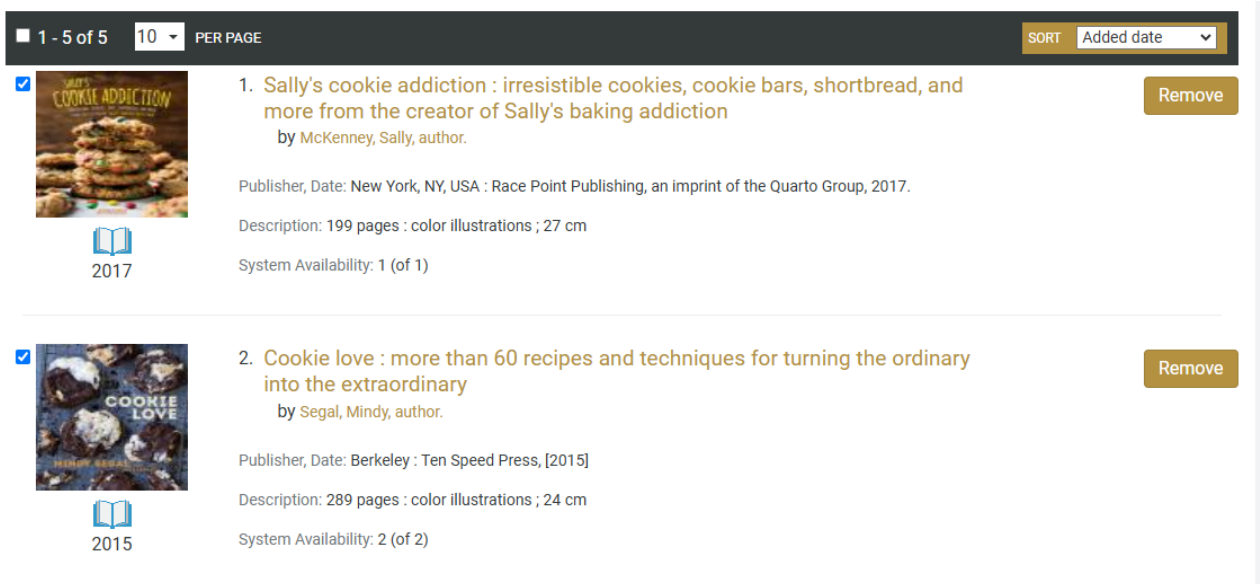 1 - 5 of 5 10 PER PAGE SORT Added date
SALLY'S
COOKIE ADDICTION
1. Sally's cookie addiction : irresistible cookies, cookie bars, shortbread, and
more from the creator of Sally's baking addiction
Remove
by McKenney, Sally, author.
Publisher, Date: New York, NY, USA : Race Point Publishing, an imprint of the Quarto Group, 2017.
Description: 199 pages : color illustrations ; 27 cm
System Availability: 1 (of 1)
2017
2. Cookie love : more than 60 recipes and techniques for turning the ordinary
into the extraordinary
Remove
by Segal, Mindy, author.
COOKIE
LOVE
MINDY SEGAL
Publisher, Date: Berkeley : Ten Speed Press, [2015]
Description: 289 pages : color illustrations ; 24 cm
System Availability: 2 (of 2)
2015